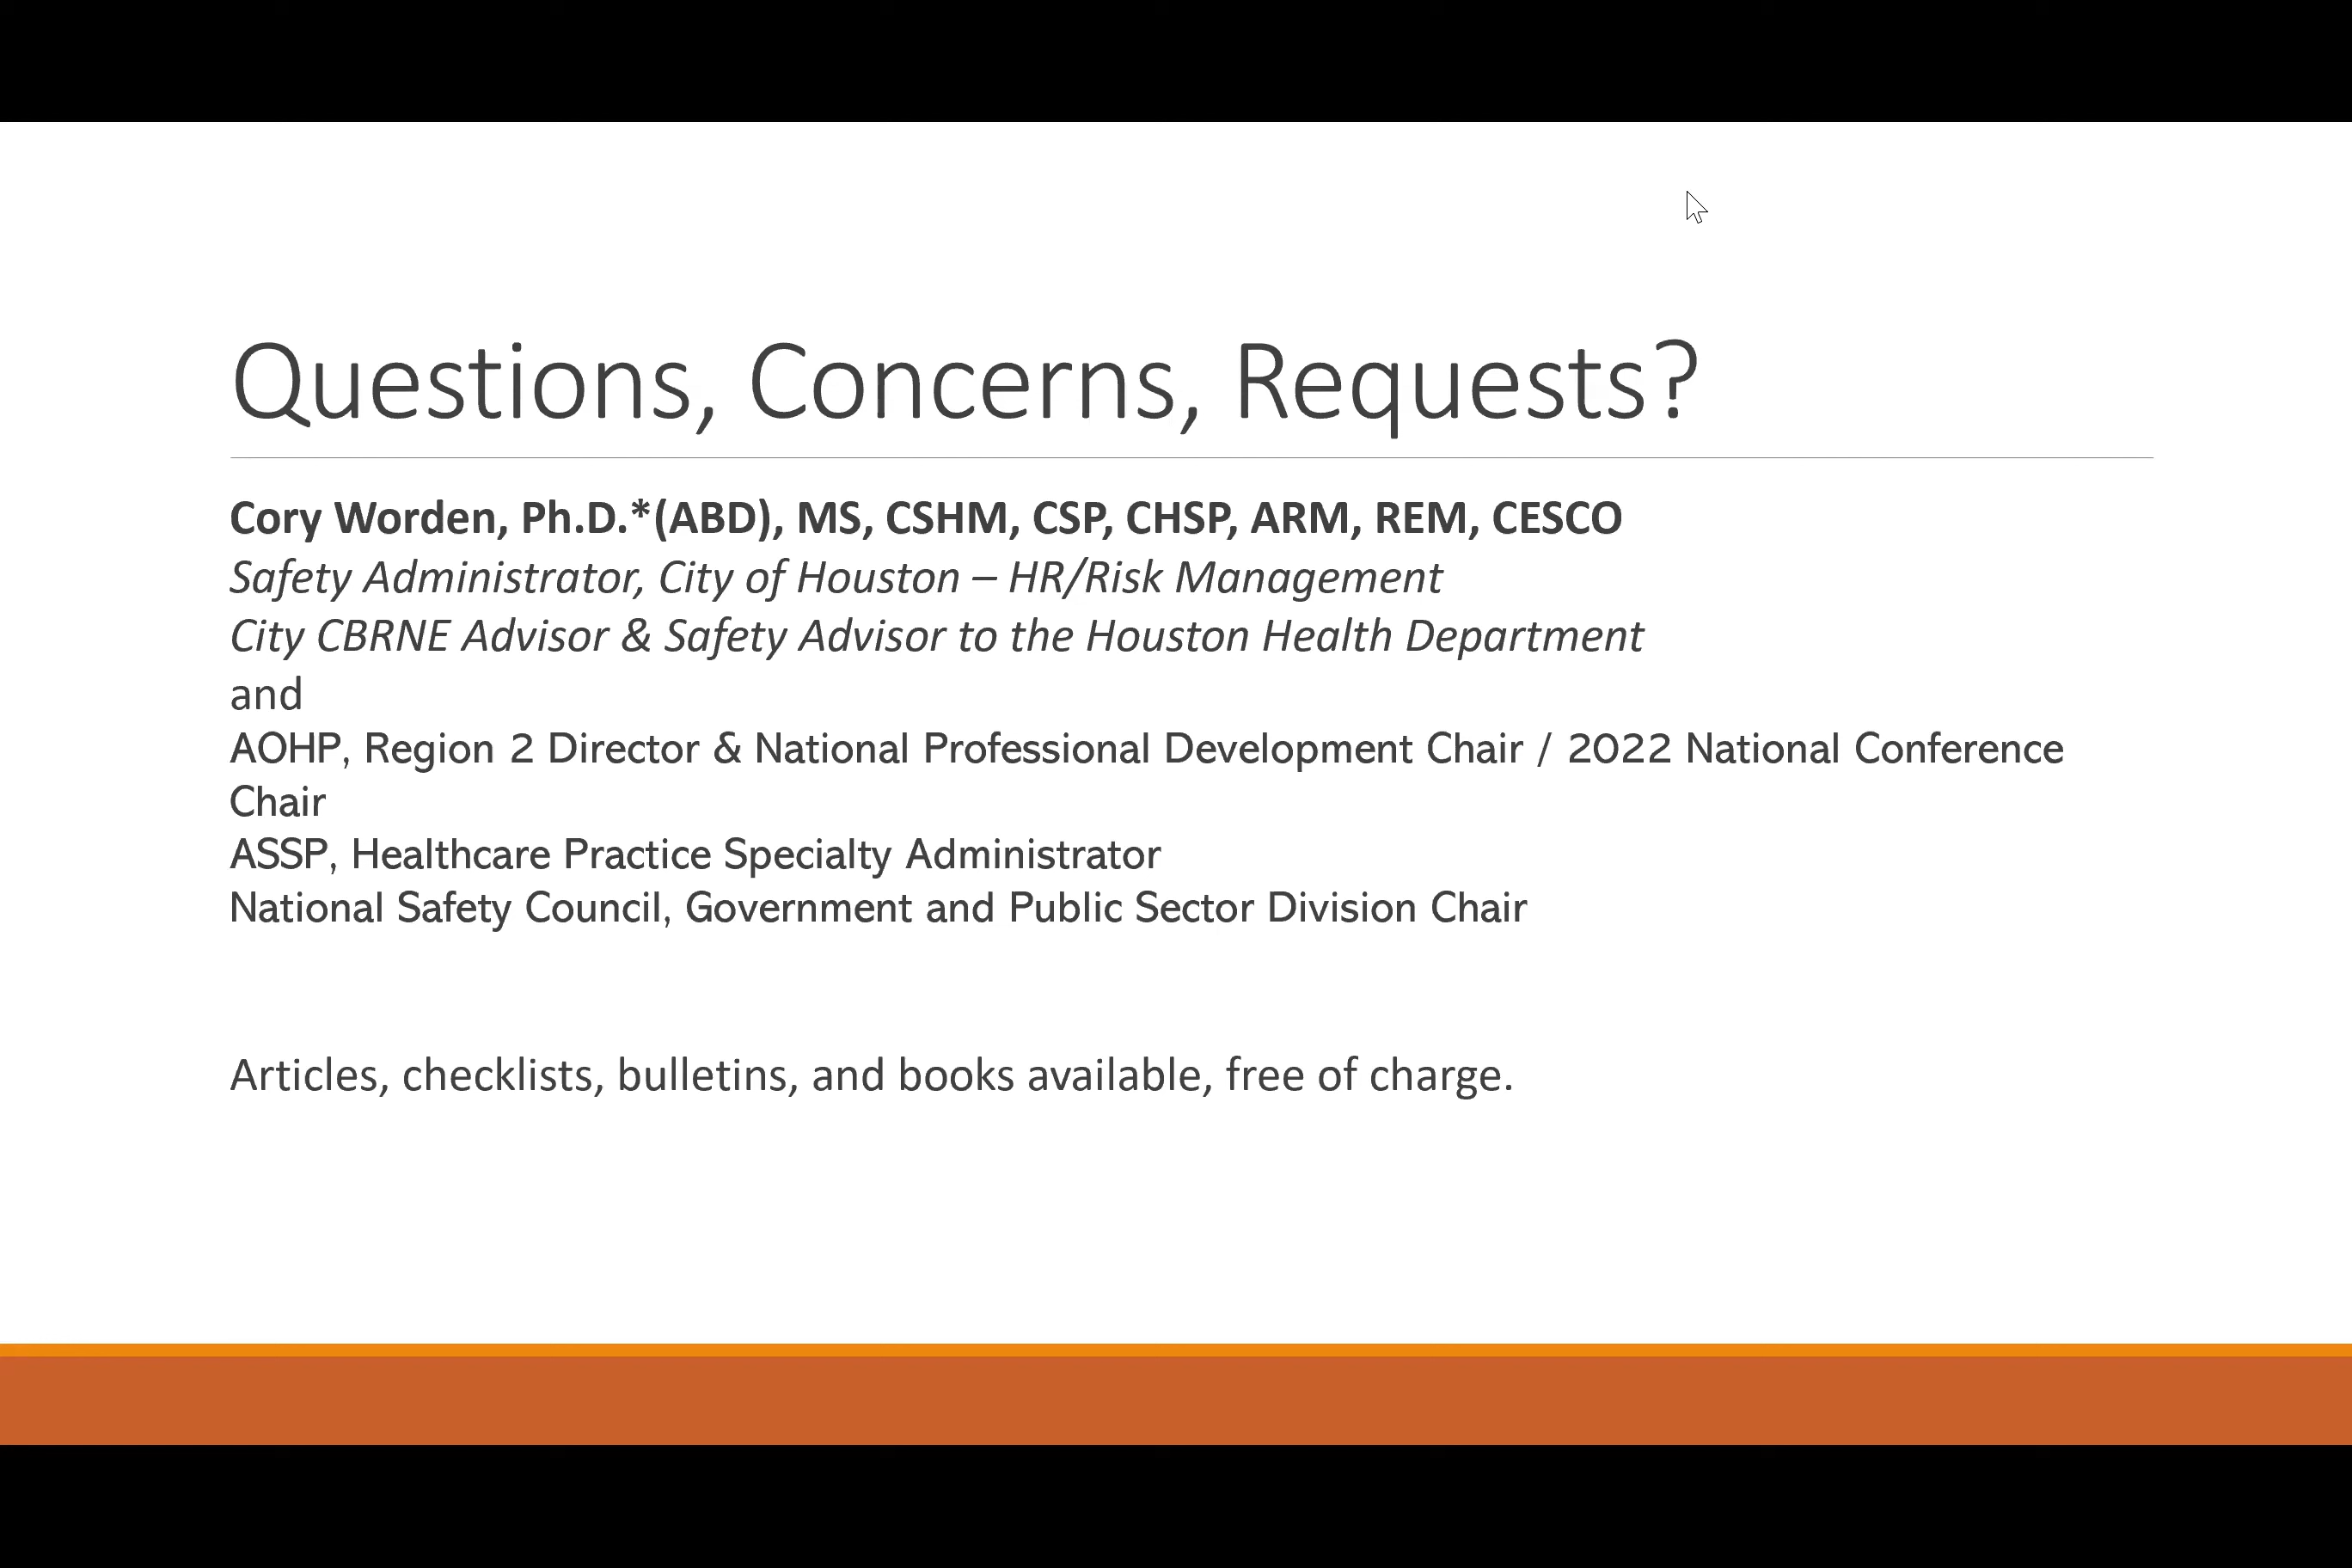 Questions, Concerns, Requests?
Cory Worden, Ph.D.*(ABD), MS, CSHM, CSP, CHSP, ARM, REM, CESCO
Safety Administrator, City of Houston – HR/Risk Management
City CBRNE Advisor & Safety Advisor to the Houston Health Department
and
AOHP, Region 2 Director & National Professional Development Chair / 2022 National Conference
Chair
ASSP, Healthcare Practice Specialty Administrator
National Safety Council, Government and Public Sector Division Chair
Articles, checklists, bulletins, and books available, free of charge.